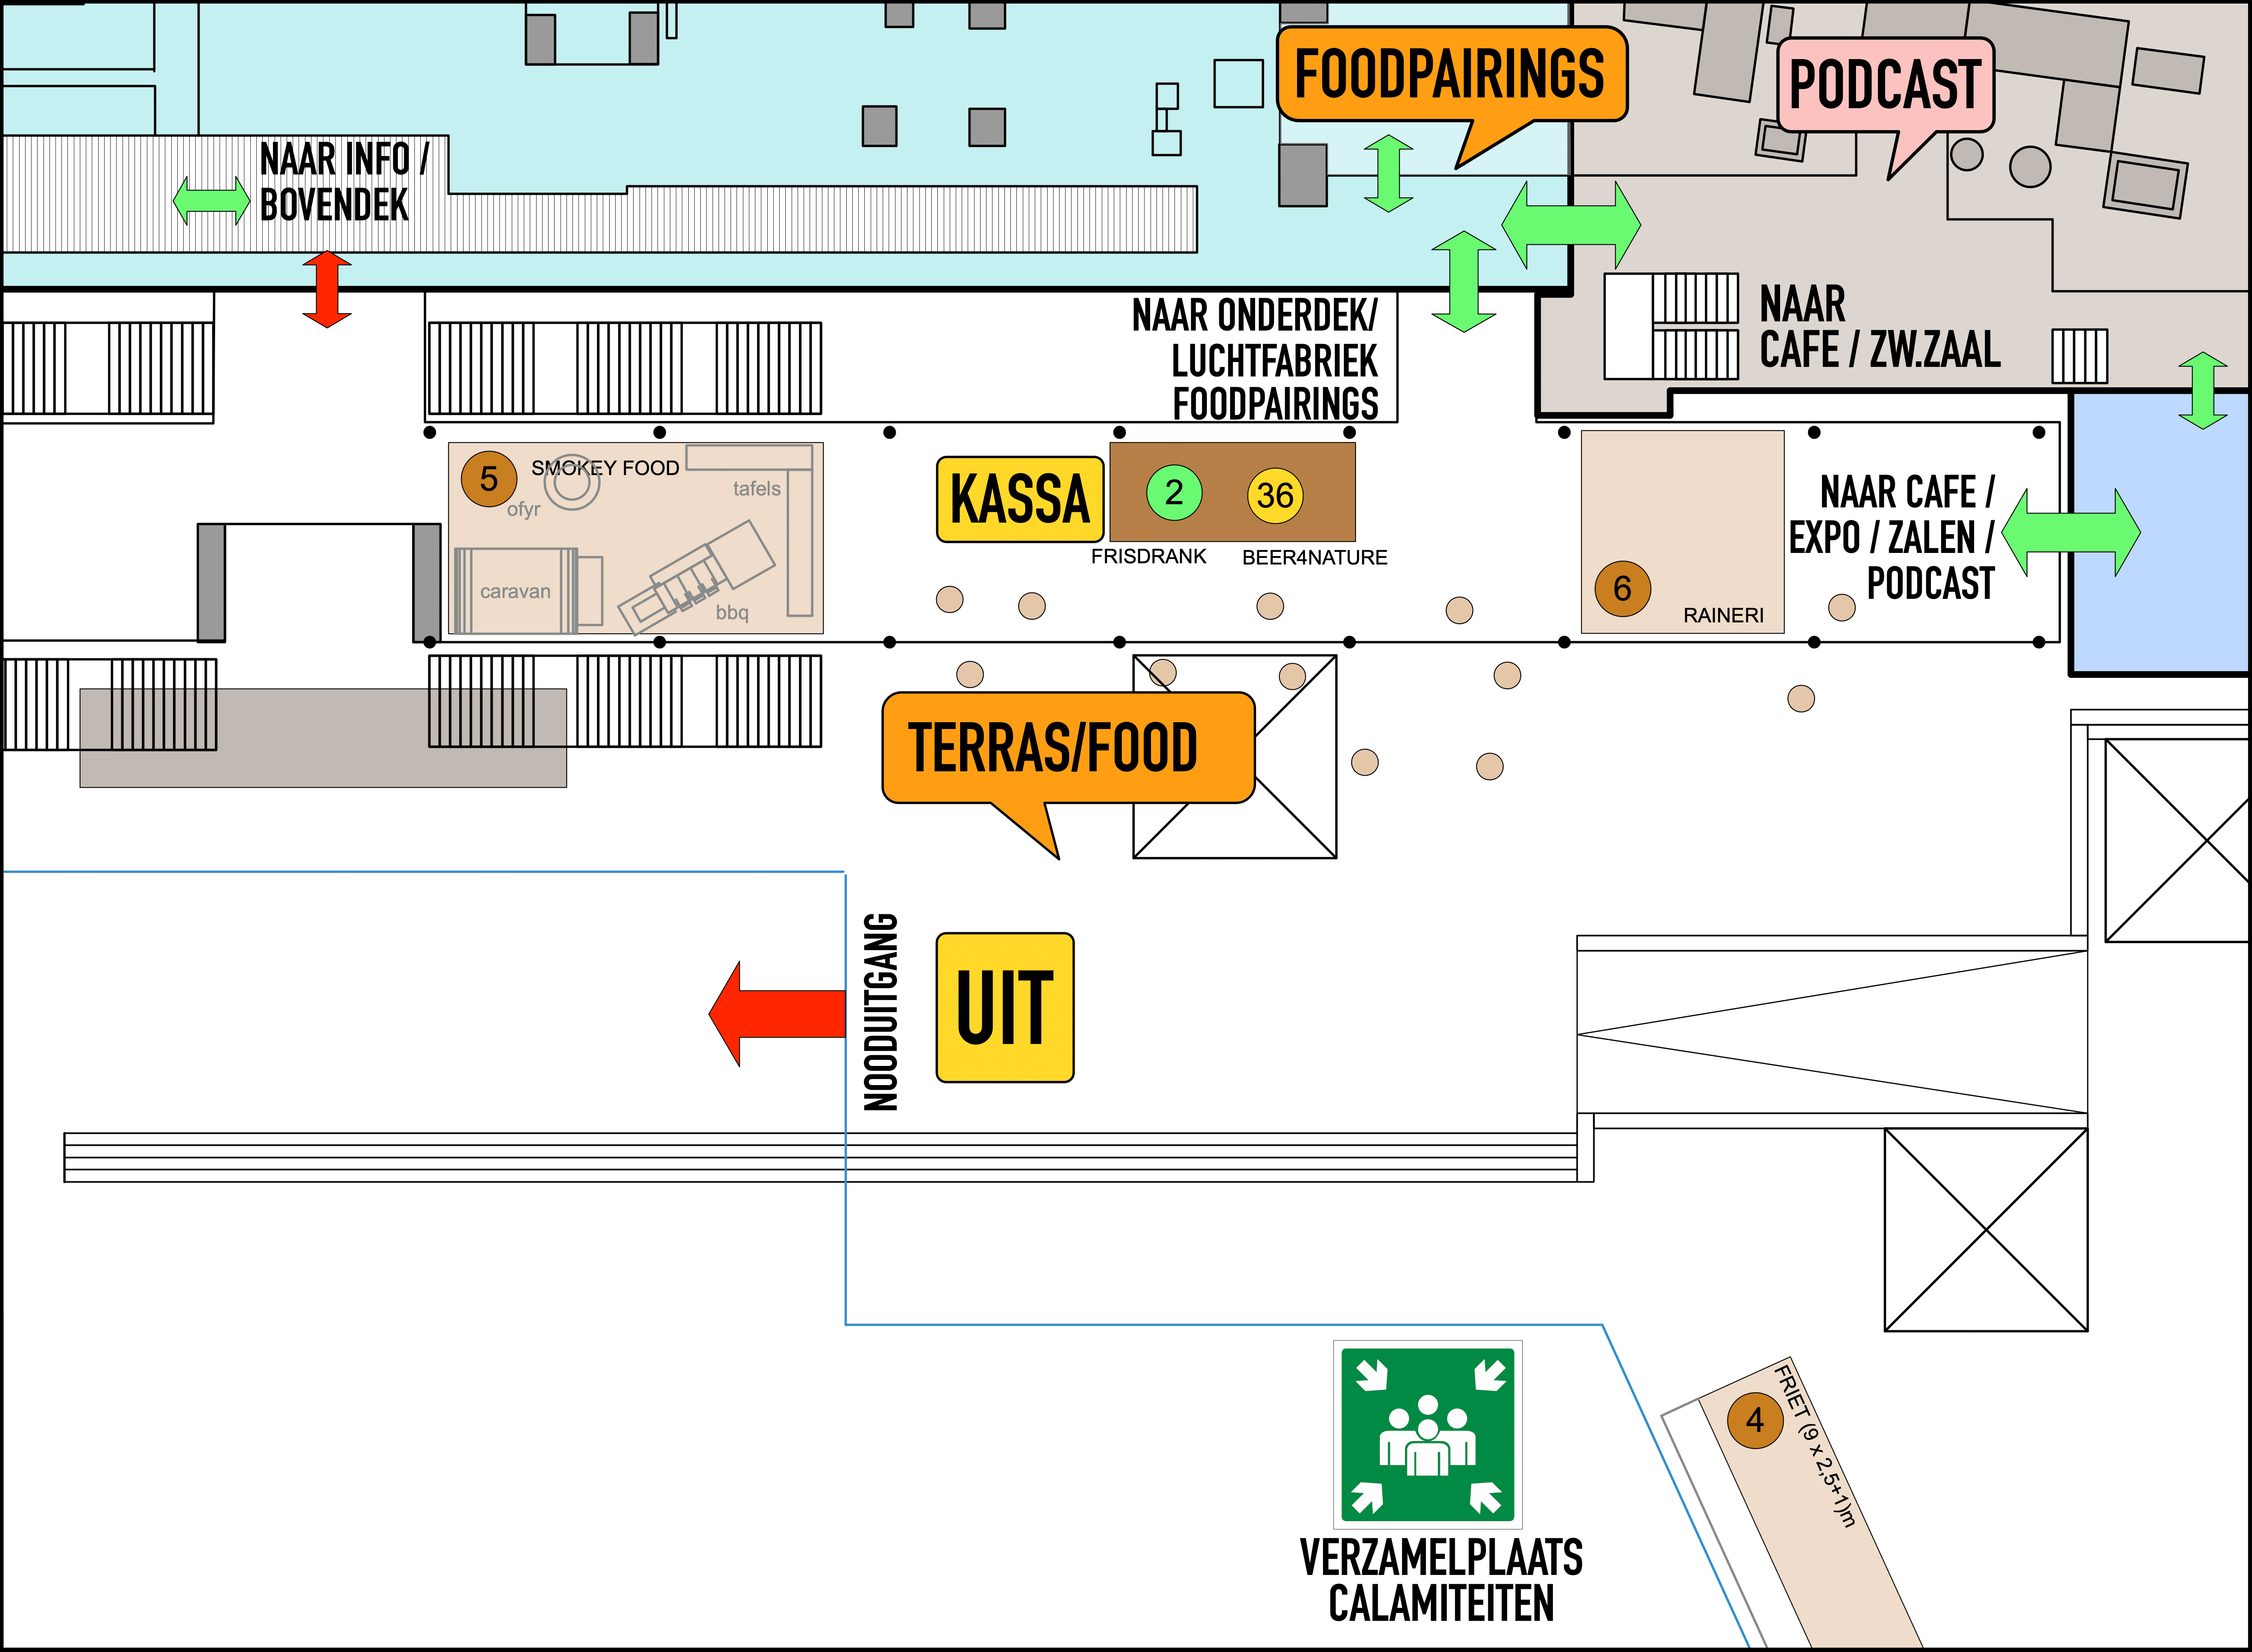 FOODPAIRINGS
PODCAST
NAAR INFO /
BOVENDEK
NAAR ONDERDEK/
LUCHTFABRIEK
FOODPAIRINGS
NAAR
CAFE / ZW.ZAAL
5
SMOKEY FOOD
ofyr
tafels
caravan
bbq
KASSA
2
36
FRISDRANK
BEER4NATURE
6
RAINERI
NAAR CAFE /
EXPO / ZALEN /
PODCAST
TERRAS/FOOD
NOODUITGANG
UIT
4
FRIET (9 x 2,5+1)m
VERZAMELPLAATS
CALAMITEITEN